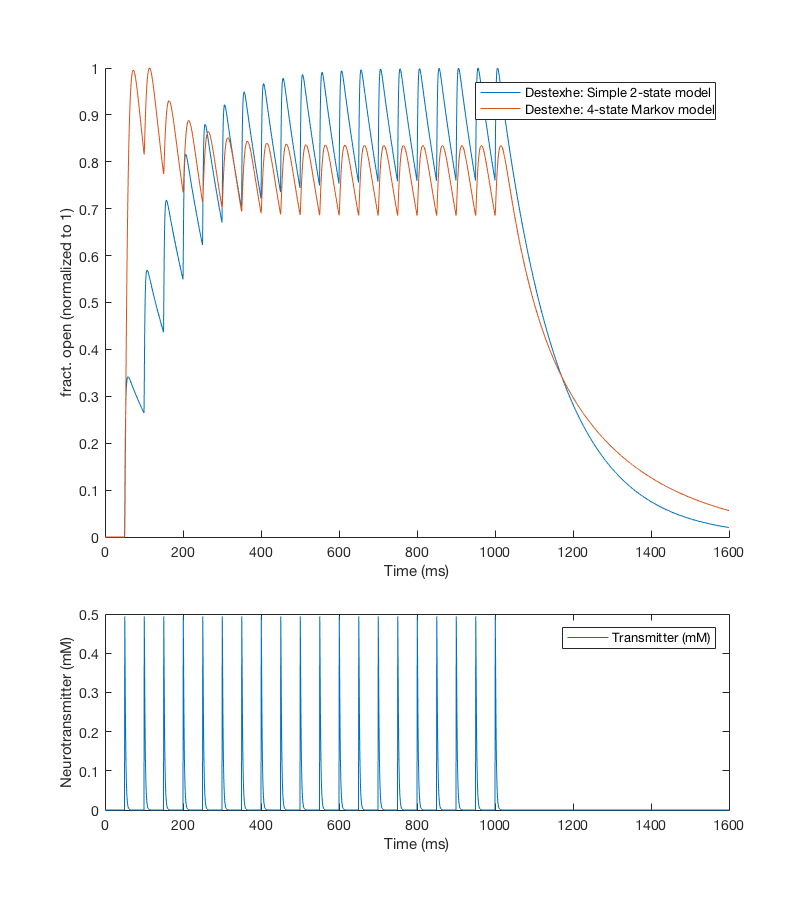 fract. open (normalized to 1)
1
0.9
0.8
0.7
0.6
0.5
0.4
0.3
0.2
0.1
0
Destexhe: Simple 2-state model
Destexhe: 4-state Markov model
0 200 400 600 800 1000 1200 1400 1600
Time (ms)
Neurotransmitter (mM)
0.5
0.4
0.3
0.2
0.1
0
Transmitter (mM)
0 200 400 600 800 1000 1200 1400 1600
Time (ms)